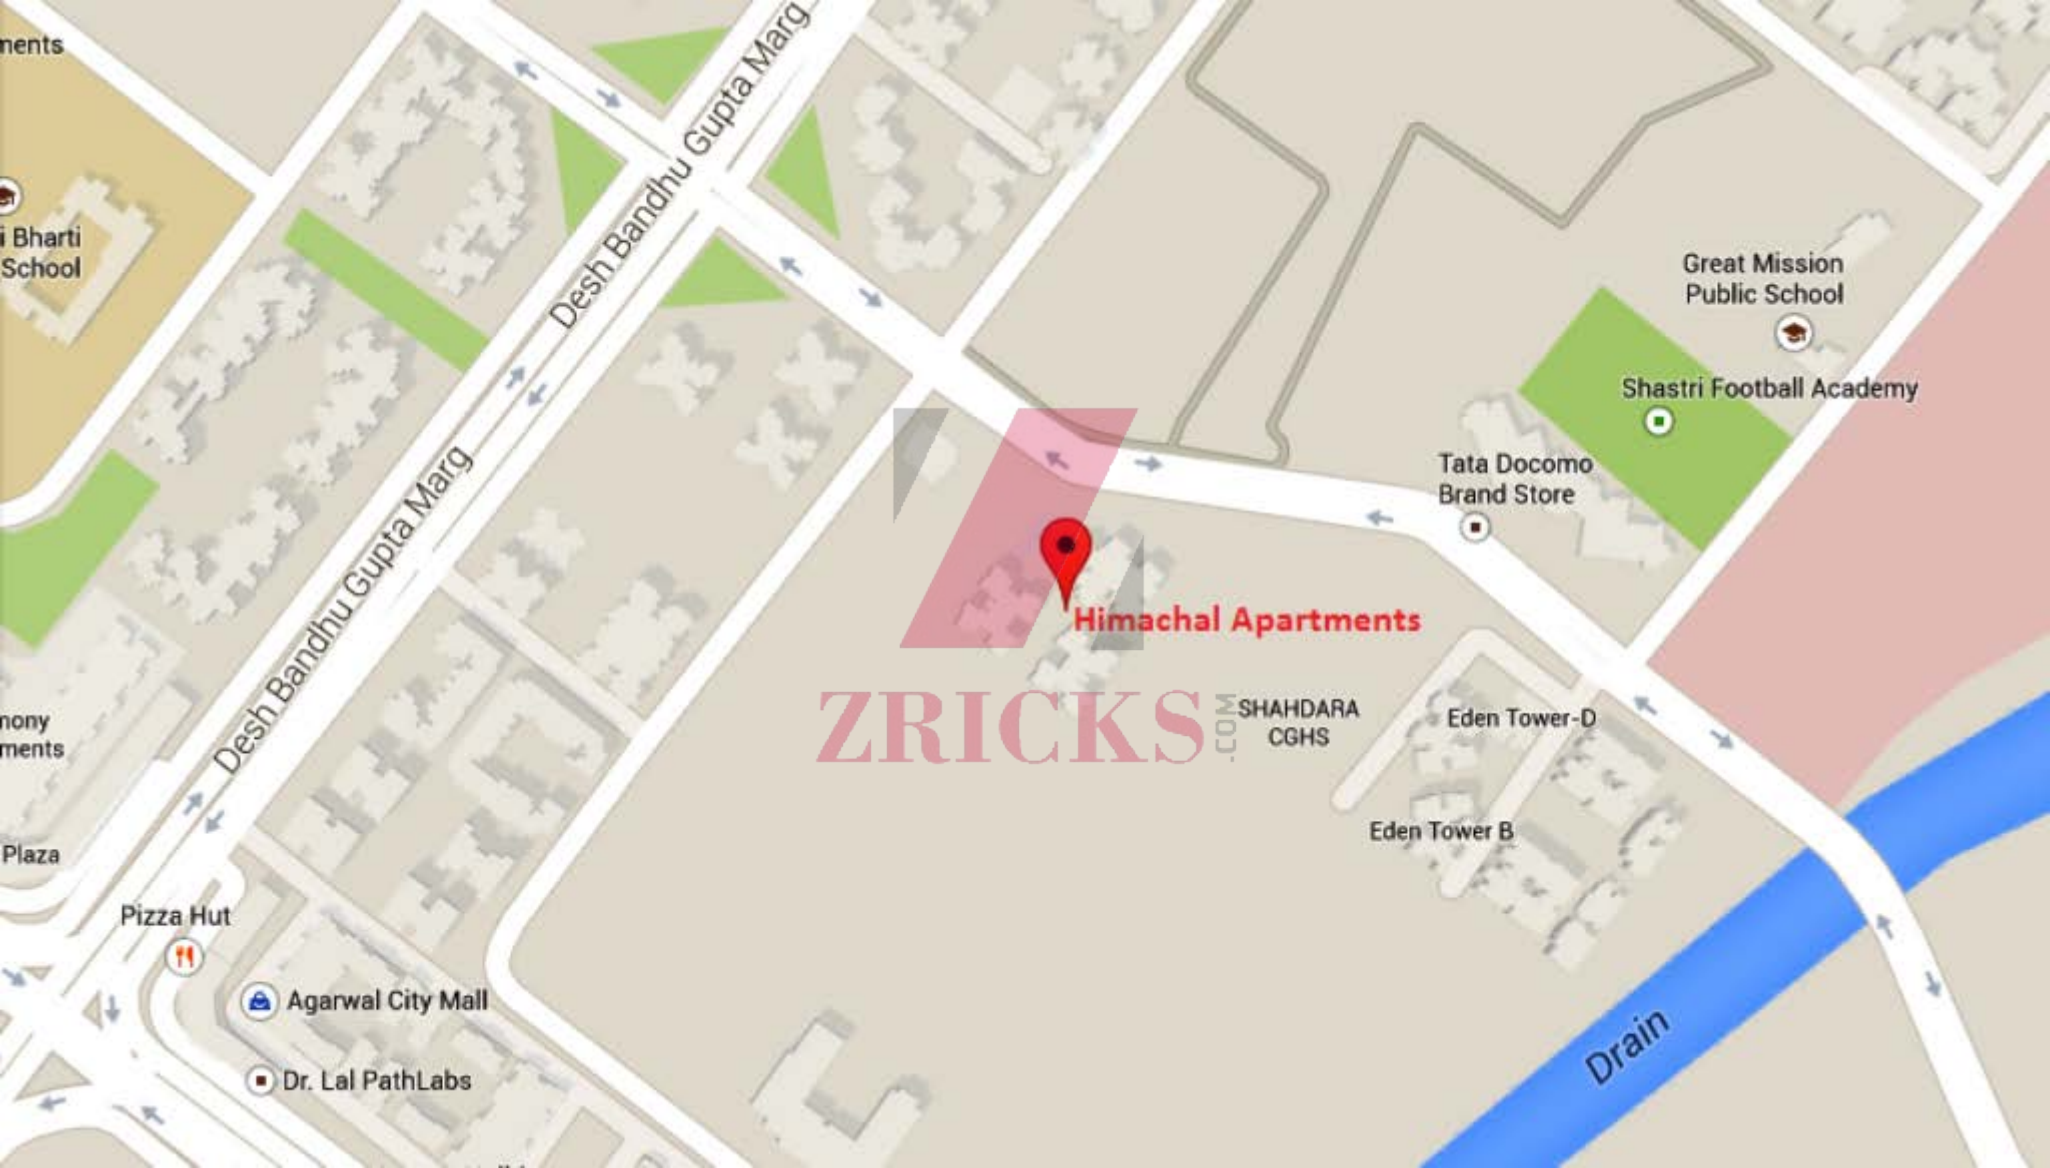 ments
Desh Bandhu Gupta Marg
i Bharti
School
Great Mission
Public School
Shastri Football Academy
Tata Docomo
Brand Store
Desh Bandhu Gupta Marg
Himachal Apartments
ZRICKS
.COM
SHAHDARA
CGHS
Eden Tower-D
mony
ments
Eden Tower B
Plaza
Pizza Hut
Agarwal City Mall
Drain
Dr. Lal PathLabs